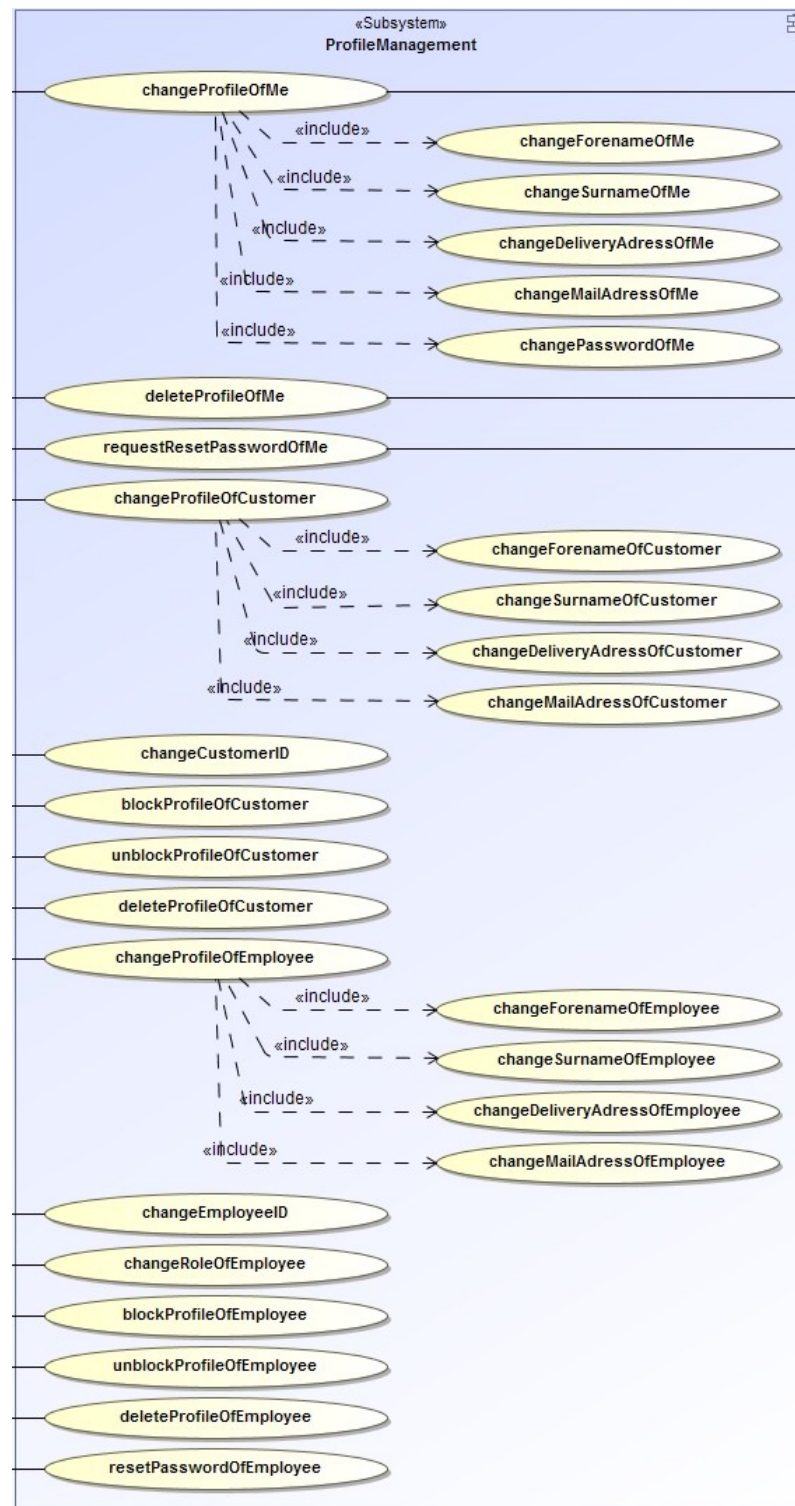 «Subsystem»
ProfileManagement
changeProfileOfMe
«include»
changeForenameOfMe
«include»
changeSurnameOfMe
«include»
changeDeliveryAdressOfMe
«include»
changeMailAdressOfMe
«include»
changePasswordOfMe
deleteProfileOfMe
requestResetPasswordOfMe
changeProfileOfCustomer
«include»
changeForenameOfCustomer
«include»
changeSurnameOfCustomer
«include»
changeDeliveryAdressOfCustomer
«include»
changeMailAdressOfCustomer
changeCustomerID
blockProfileOfCustomer
unblockProfileOfCustomer
deleteProfileOfCustomer
changeProfileOfEmployee
«include»
changeForenameOfEmployee
«include»
changeSurnameOfEmployee
«include»
changeDeliveryAdressOfEmployee
«include»
changeMailAdressOfEmployee
changeEmployeeID
changeRoleOfEmployee
blockProfileOfEmployee
unblockProfileOfEmployee
deleteProfileOfEmployee
resetPasswordOfEmployee